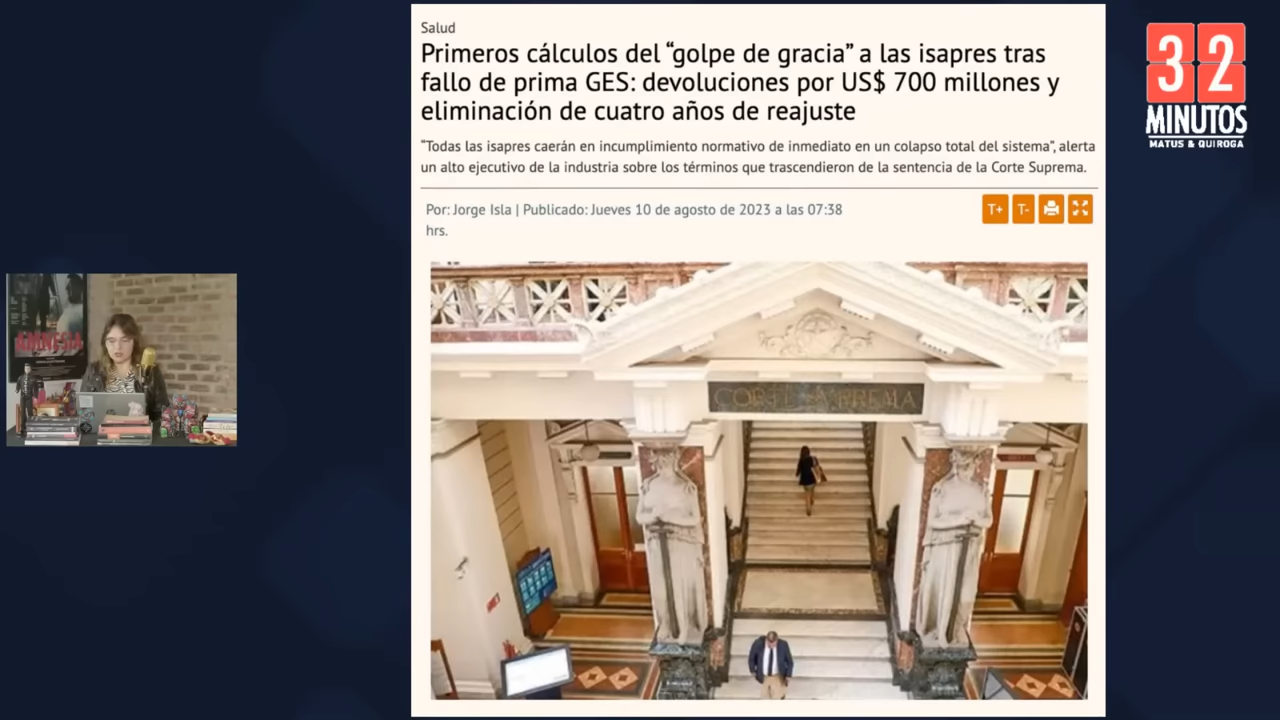 Salud
Primeros cálculos del “golpe de gracia” a las isapres tras
fallo de prima GES: devoluciones por US$ 700 millones y
eliminación de cuatro años de reajuste
“Todas las isapres caerán en incumplimiento normativo de inmediato en un colapso total del sistema”, alerta
un alto ejecutivo de la industria sobre los términos que trascendieron de la sentencia de la Corte Suprema.
Por: Jorge Isla | Publicado: Jueves 10 de agosto de 2023 a las 07:38
hrs.
T+ T-
CORTE SUPREMA
32
MINUTOS
MATUS & QUIROGA
AMNESIA